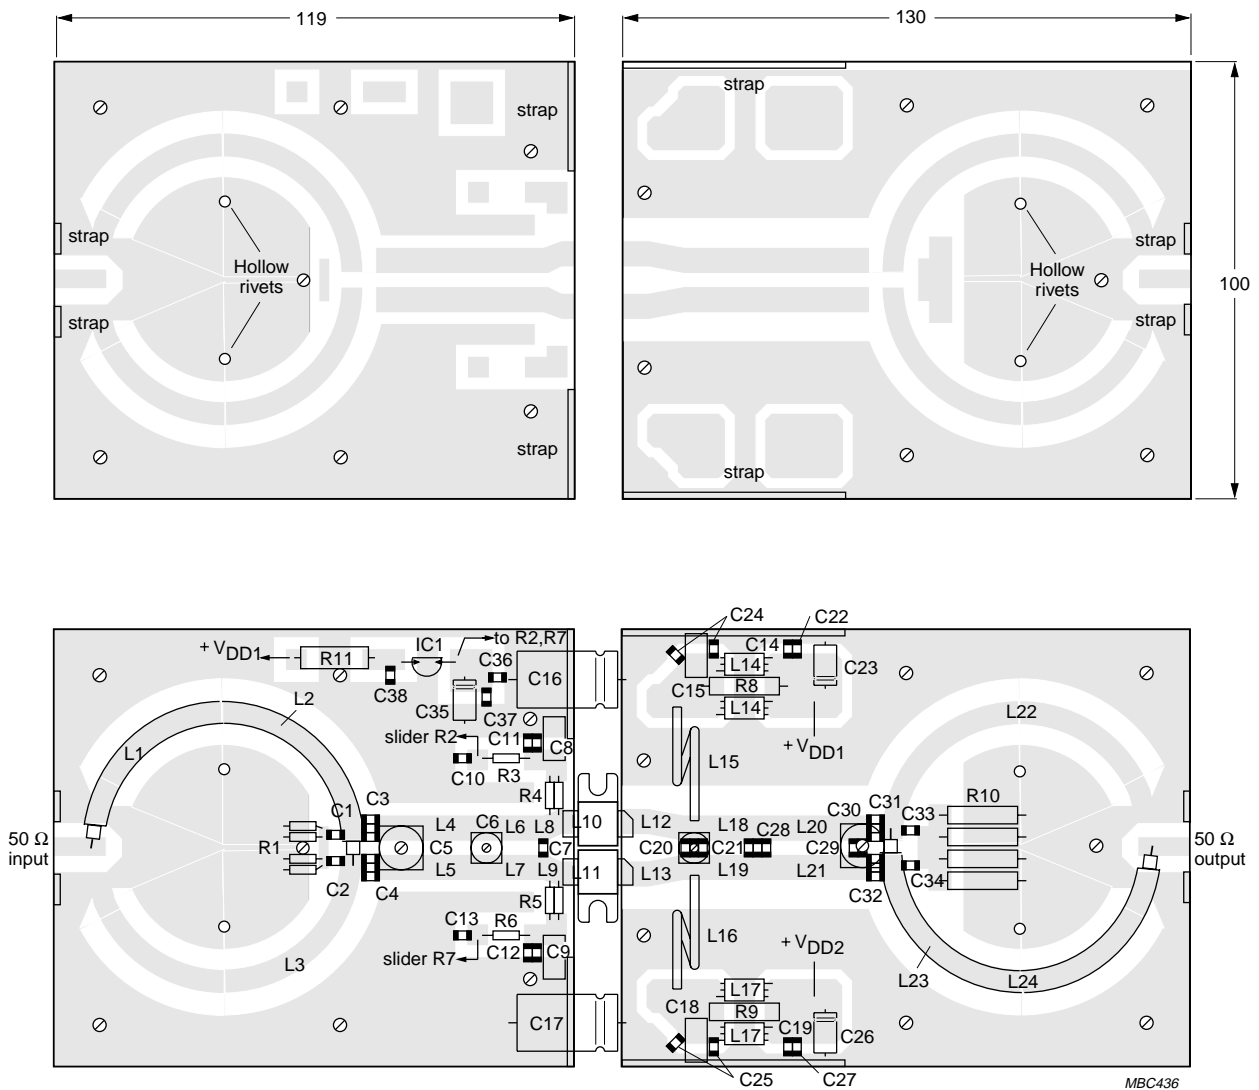 119
130
strap
strap
strap
Hollow
rivets
strap
strap
strap
strap
Hollow
rivets
strap
strap
100
C24
C22
+ VDD1
IC1
to R2,R7
R11
C36
C16
C14
L14
C23
C38
C35
C37
C15
R8
L14
L2
L22
slider R2
C11
C8
+ VDD1
L1
C10
R3
L15
R4
R10
C3
C1
C31
C30
C33
L4
C6
L6
L8
L10
L12
L18
C28
L20
50 Ω
input
R1
C5
C7
C20
C21
C29
50 Ω
output
L5
L7
L9
L11
L13
L19
L21
C2
C4
C32
C34
R5
C13
R6
L16
+ VDD2
slider R7
C12
C9
L3
L23
L24
L17
C18
R9
C17
L17
C19
C26
C25
C27
MBC436